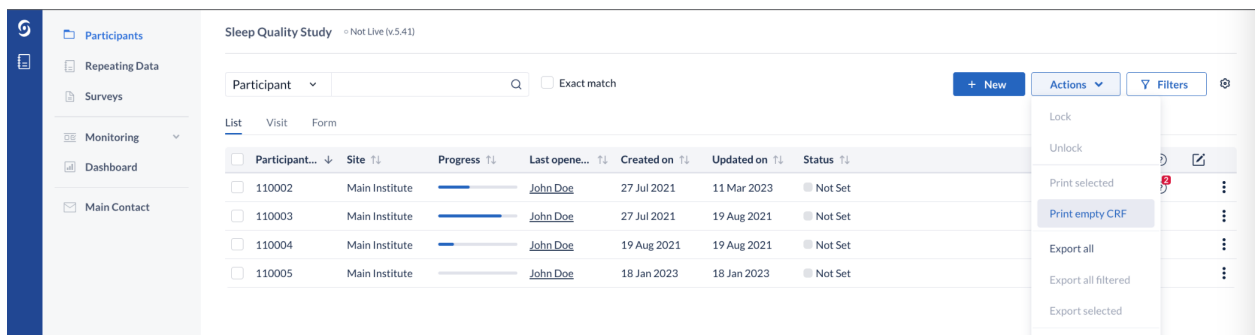 Participants
Repeating Data
Surveys
Monitoring
Dashboard
Main Contact
Sleep Quality Study Not Live (v.5.41)
Participant Exact match + New Actions Filters
List Visit Form
Participant... Site Progress Last opene... Created on Updated on Status
110002 Main Institute John Doe 27 Jul 2021 11 Mar 2023 Not Set 2
110003 Main Institute John Doe 27 Jul 2021 19 Aug 2021 Not Set
110004 Main Institute John Doe 19 Aug 2021 19 Aug 2021 Not Set
110005 Main Institute John Doe 18 Jan 2023 18 Jan 2023 Not Set
Lock
Unlock
Print selected
Print empty CRF
Export all
Export all filtered
Export selected